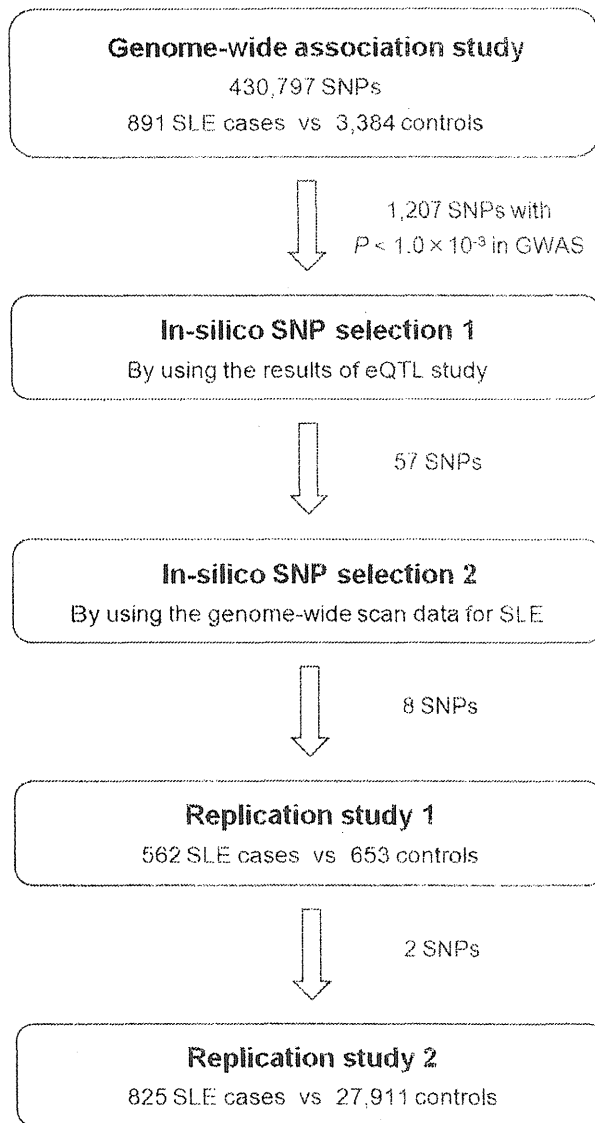 Genome-wide association study
430,797 SNPs
891 SLE cases vs 3,384 controls
1,207 SNPs with
P < 1.0 × 10⁻³ in GWAS
In-silico SNP selection 1
By using the results of eQTL study
57 SNPs
In-silico SNP selection 2
By using the genome-wide scan data for SLE
8 SNPs
Replication study 1
562 SLE cases vs 653 controls
2 SNPs
Replication study 2
825 SLE cases vs 27,911 controls